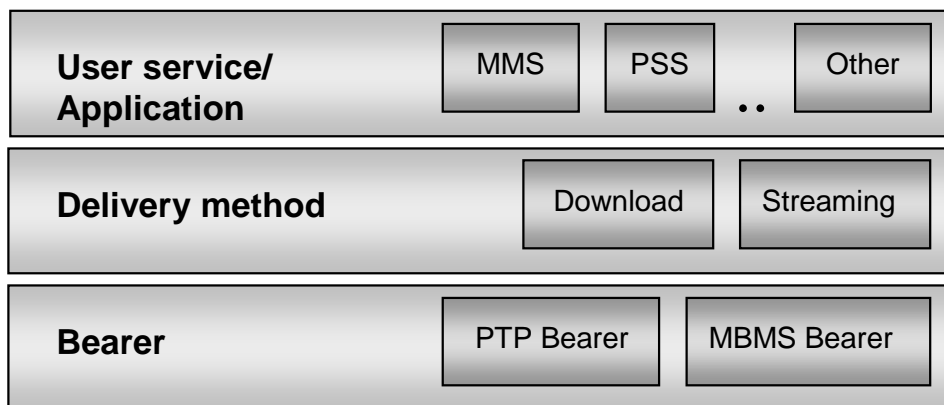 User service/
Application
MMS
PSS
..
Other
Delivery method
Download
Streaming
Bearer
PTP Bearer
MBMS Bearer